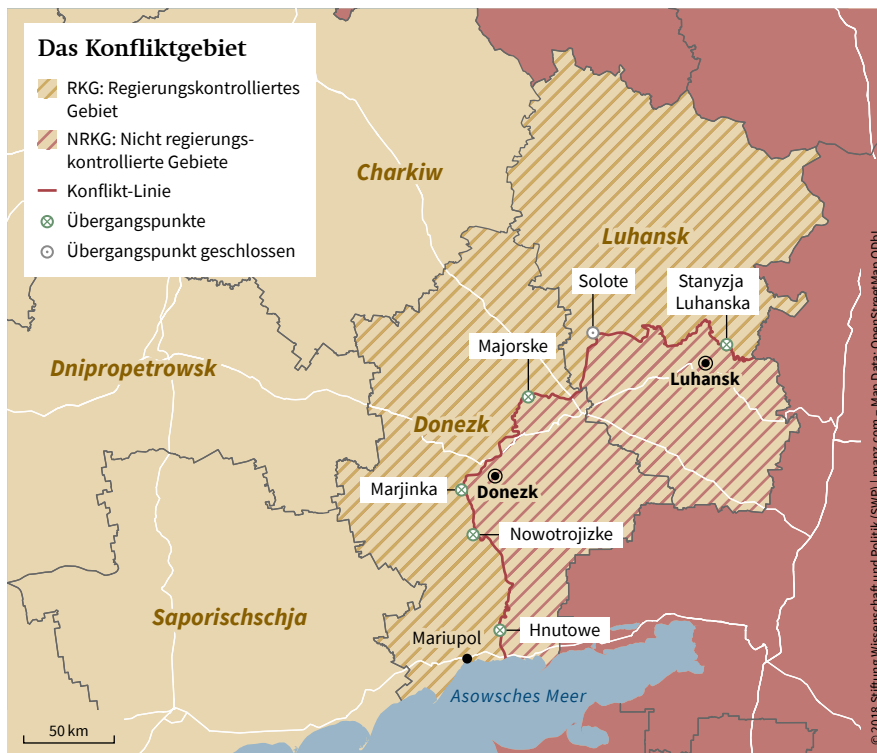 Das Konfliktgebiet
RKG: Regierungskontrolliertes
Gebiet
NRKG: Nicht regierungs-
kontrollierte Gebiete
Konflikt-Linie
Übergangspunkte
Übergangspunkt geschlossen
Charkiw
Luhansk
Solote
Stanyzja
Luhanska
Majorske
Dnipropetrowsk
Luhansk
Donezk
Marjinka
Donezk
Nowotrojizke
Saporischschja
Hnutowe
Mariupol
Asowsches Meer
50 km
© 2018 Stiftung Wissenschaft und Politik (SWP) | mapz.com – Map Data: OpenStreetMap ODbL